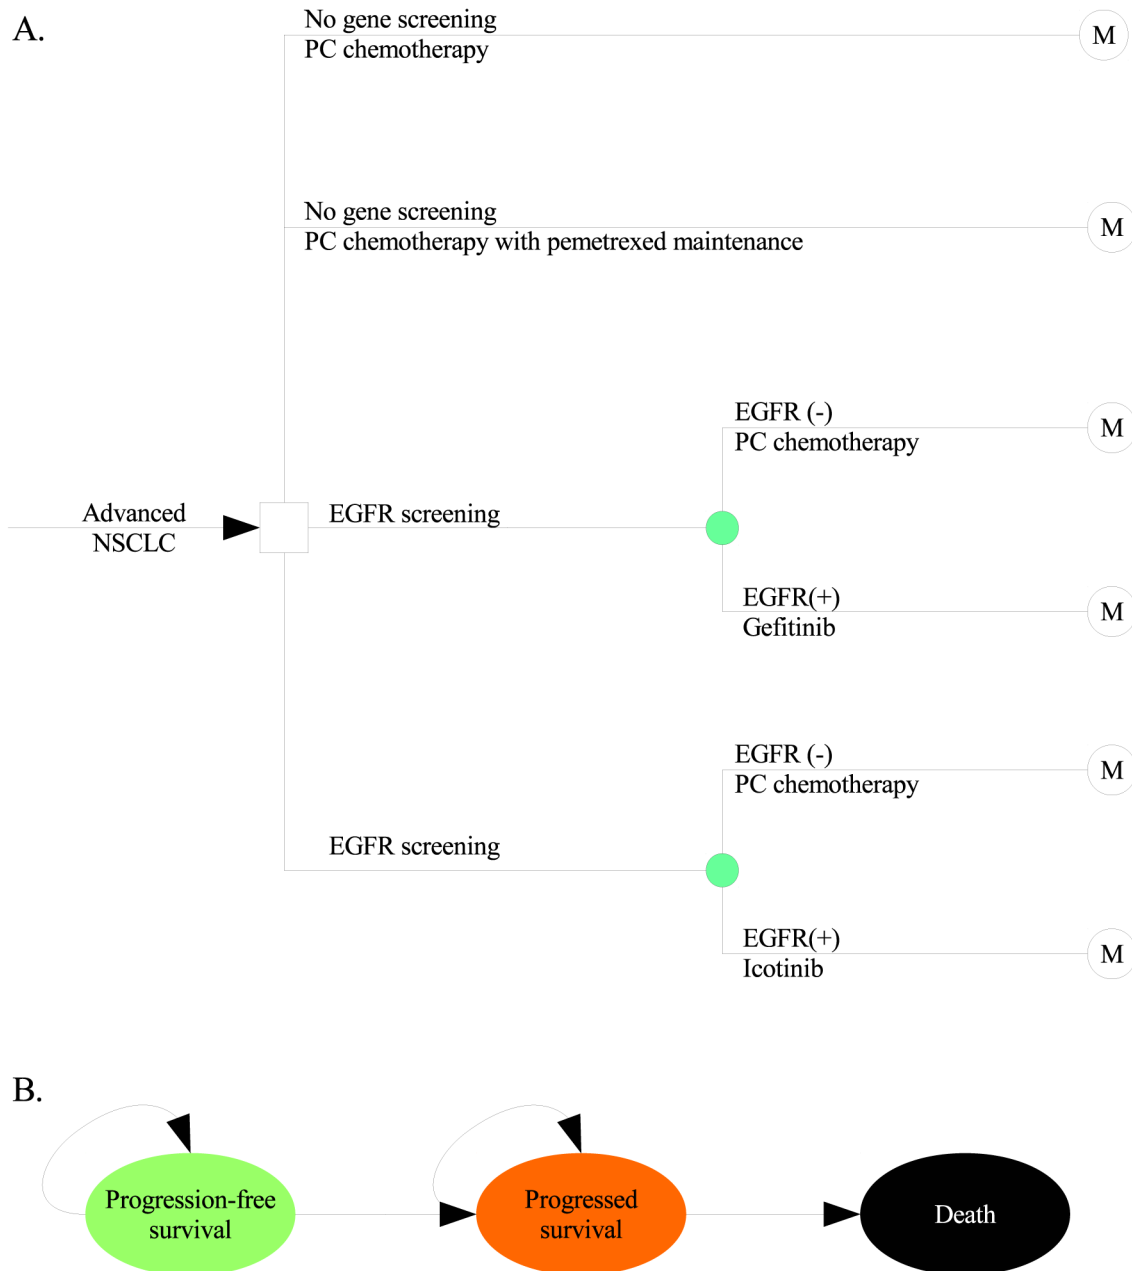 A.
No gene screening
PC chemotherapy
M
No gene screening
PC chemotherapy with pemetrexed maintenance
M
EGFR (-)
PC chemotherapy
M
Advanced
NSCLC
EGFR screening
EGFR(+)
Gefitinib
M
EGFR (-)
PC chemotherapy
M
EGFR screening
EGFR(+)
Icotinib
M
B.
Progression-free
survival
Progressed
survival
Death